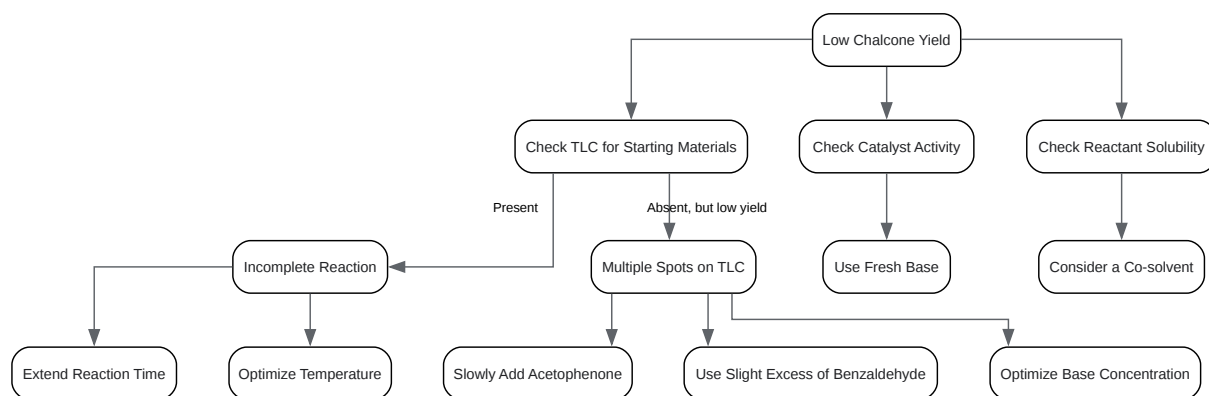 Low Chalcone Yield
Check TLC for Starting Materials
Check Catalyst Activity
Check Reactant Solubility
Present
Absent, but low yield
Incomplete Reaction
Multiple Spots on TLC
Use Fresh Base
Consider a Co-solvent
Extend Reaction Time
Optimize Temperature
Slowly Add Acetophenone
Use Slight Excess of Benzaldehyde
Optimize Base Concentration